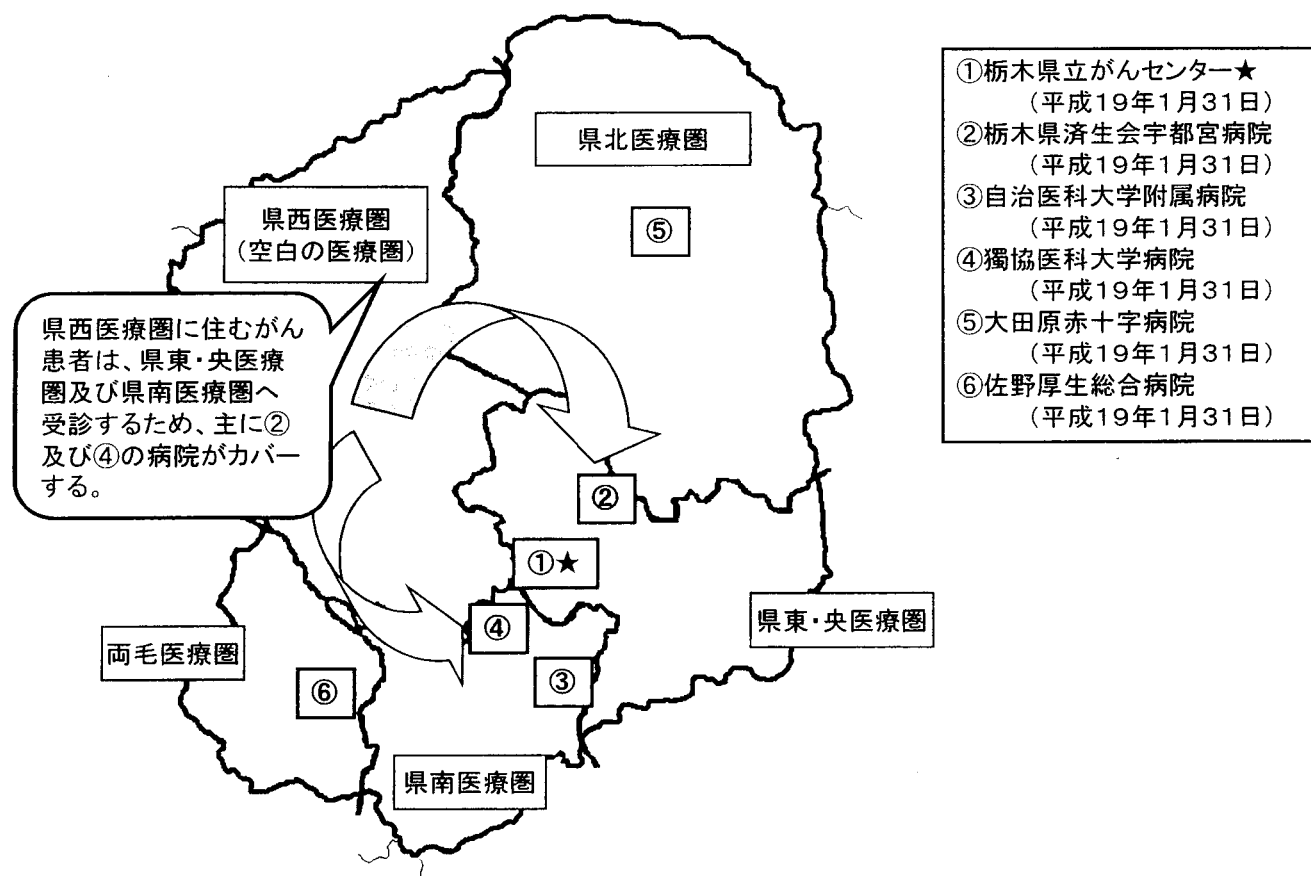 県北医療圏
県西医療圏
(空白の医療圏)
⑤
県西医療圏に住むがん
患者は、県東・央医療
圏及び県南医療圏へ
受診するため、主に②
及び④の病院がカバー
する。
②
①★
④
県東・央医療圏
両毛医療圏
③
⑥
県南医療圏
①栃木県立がんセンター★
(平成19年1月31日)
②栃木県済生会宇都宮病院
(平成19年1月31日)
③自治医科大学附属病院
(平成19年1月31日)
④獨協医科大学病院
(平成19年1月31日)
⑤大田原赤十字病院
(平成19年1月31日)
⑥佐野厚生総合病院
(平成19年1月31日)